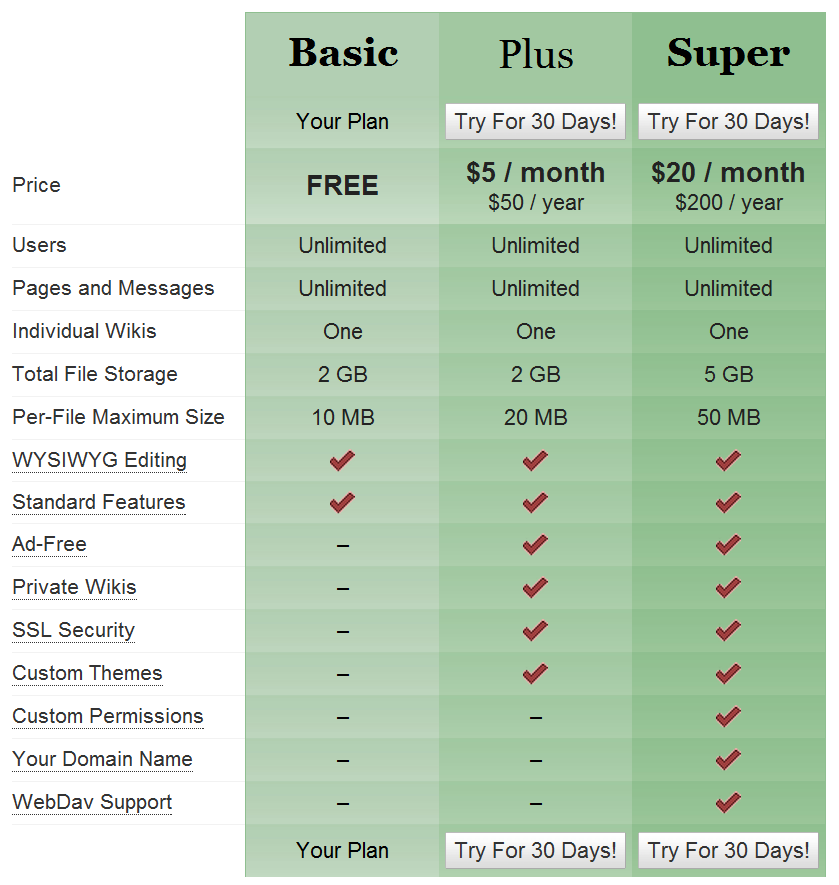 Basic Plus Super
Your Plan Try For 30 Days! Try For 30 Days!
Price FREE $5 / month $20 / month
$50 / year $200 / year
Users Unlimited Unlimited Unlimited
Pages and Messages Unlimited Unlimited Unlimited
Individual Wikis One One One
Total File Storage 2 GB 2 GB 5 GB
Per-File Maximum Size 10 MB 20 MB 50 MB
WYSIWYG Editing
Standard Features
Ad-Free –
Private Wikis –
SSL Security –
Custom Themes –
Custom Permissions – –
Your Domain Name – –
WebDav Support – –
Your Plan Try For 30 Days! Try For 30 Days!